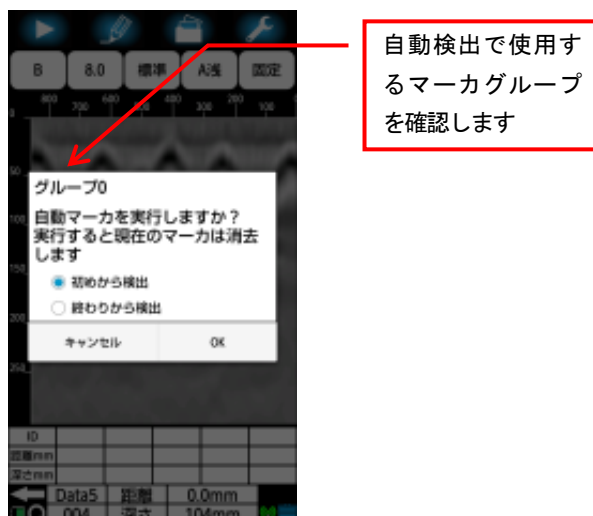 自動検出で使用す
るマーカグループ
を確認します
B 8.0 標準 A浅 固定
0 800 700 600 500 400 300 200 100
50
100
150
200
250
グループ0
自動マーカを実行しますか？
実行すると現在のマーカは消去
します
初めから検出
終わりから検出
キャンセル OK
ID
距離mm
深さmm
Data5 距離 0.0mm
004 深さ 104mm